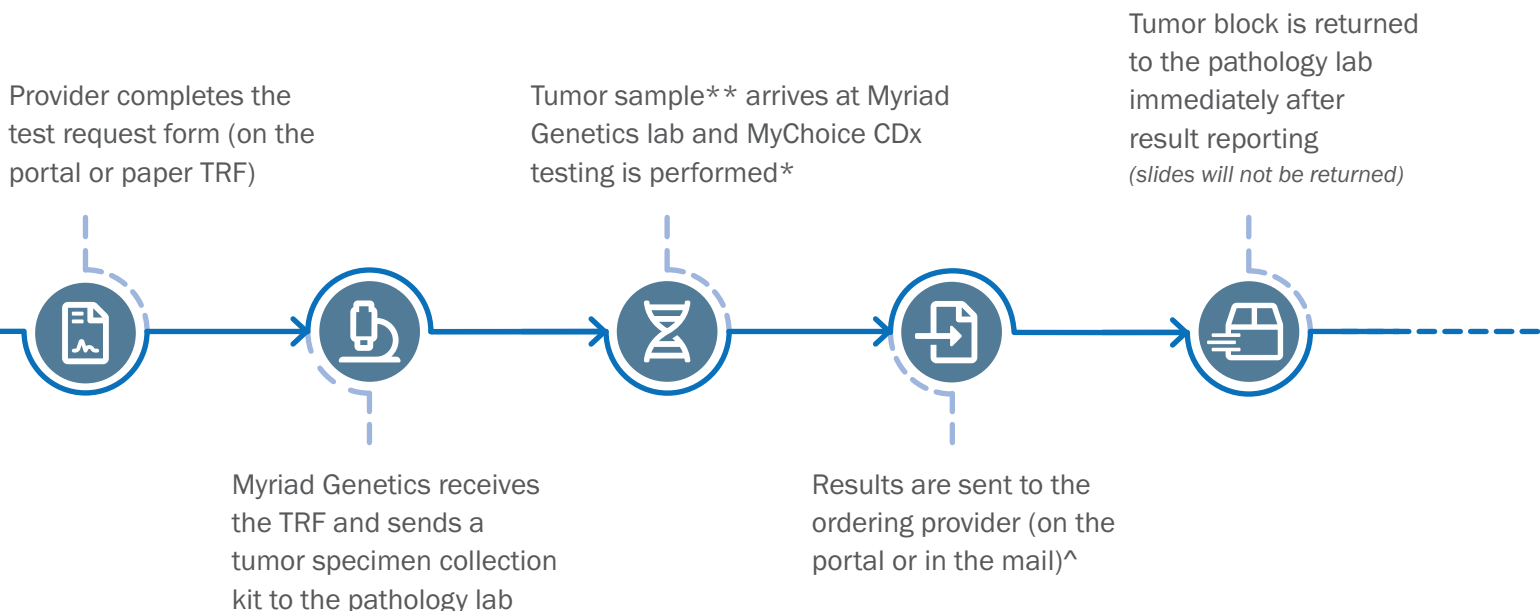 Provider completes the
test request form (on the
portal or paper TRF)
Myriad Genetics receives
the TRF and sends a
tumor specimen collection
kit to the pathology lab
Tumor sample** arrives at Myriad
Genetics lab and MyChoice CDx
testing is performed*
Results are sent to the
ordering provider (on the
portal or in the mail)^
Tumor block is returned
to the pathology lab
immediately after
result reporting
(slides will not be returned)